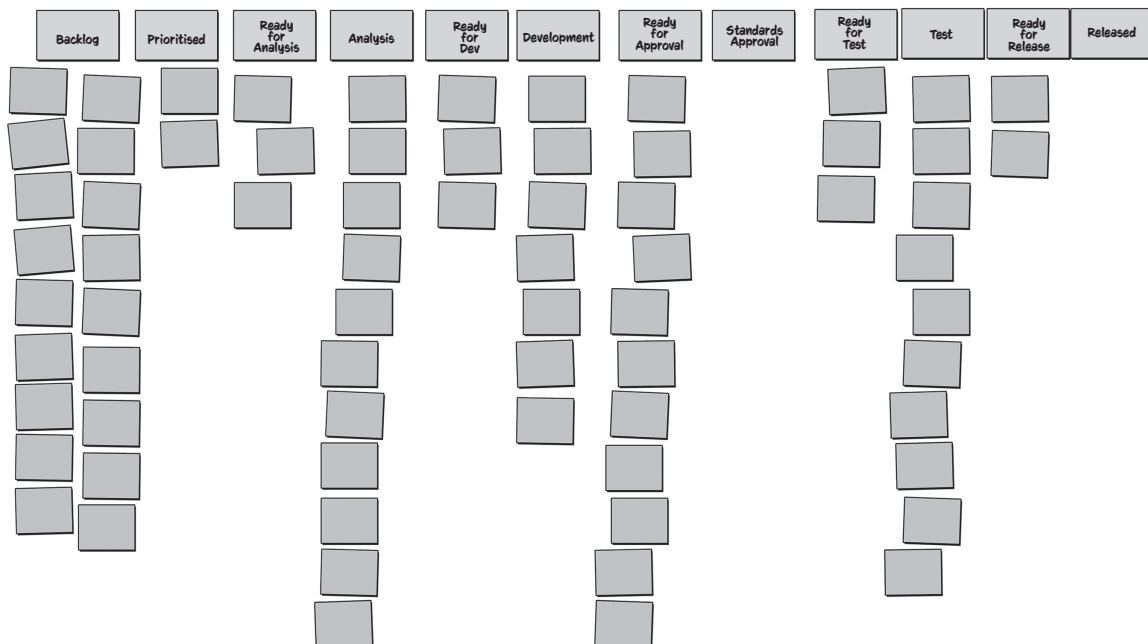 Backlog
Prioritised
Ready
for
Analysis
Analysis
Ready
for
Dev
Development
Ready
for
Approval
Standards
Approval
Ready
for
Test
Test
Ready
for
Release
Released